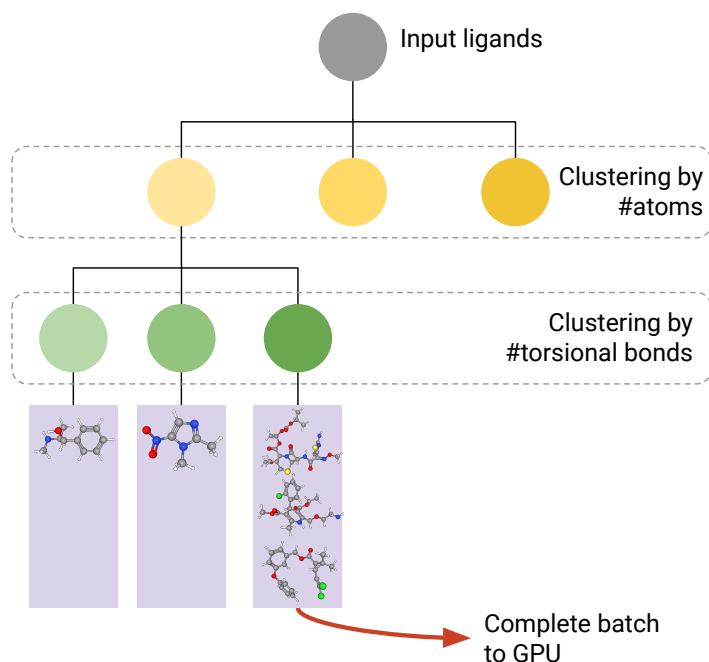 Input ligands
Clustering by
#atoms
Clustering by
#torsional bonds
Complete batch
to GPU